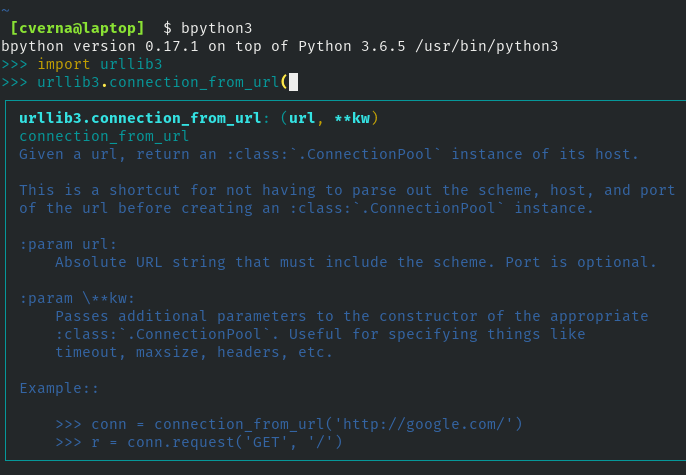 ~
[cverna@laptop]  $ bpython3
bpython version 0.17.1 on top of Python 3.6.5 /usr/bin/python3
>>> import urllib3
>>> urllib3.connection_from_url(
urllib3.connection_from_url: (url, **kw)
connection_from_url
Given a url, return an :class:`.ConnectionPool` instance of its host.
This is a shortcut for not having to parse out the scheme, host, and port
of the url before creating an :class:`.ConnectionPool` instance.
:param url:
    Absolute URL string that must include the scheme. Port is optional.
:param \**kw:
    Passes additional parameters to the constructor of the appropriate
    :class:`.ConnectionPool`. Useful for specifying things like
    timeout, maxsize, headers, etc.
Example::
    >>> conn = connection_from_url('http://google.com/')
    >>> r = conn.request('GET', '/')